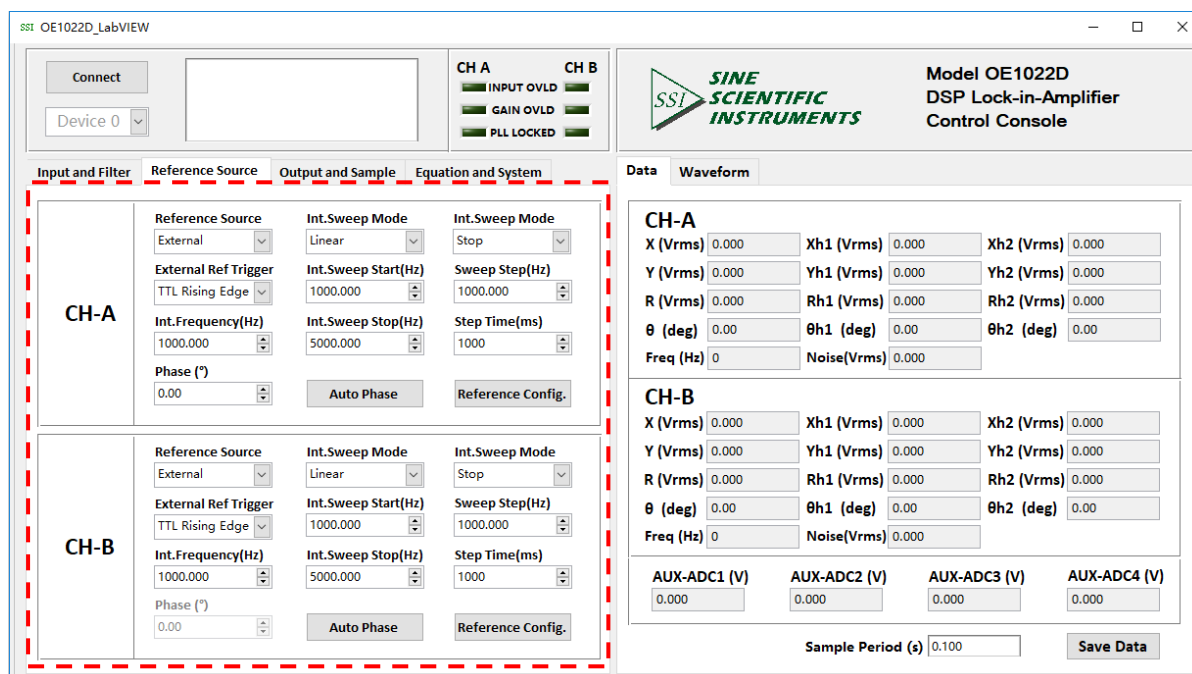 SSI OE1022D_LabVIEW
Connect
Device 0
CH A CH B
INPUT OVLD
GAIN OVLD
PLL LOCKED
SSI
SINE
SCIENTIFIC
INSTRUMENTS
Model OE1022D
DSP Lock-in-Amplifier
Control Console
Input and Filter Reference Source Output and Sample Equation and System
CH-A
Reference Source Int.Sweep Mode Int.Sweep Mode
External Linear Stop
External Ref Trigger Int.Sweep Start(Hz) Sweep Step(Hz)
TTL Rising Edge 1000.000 1000.000
Int.Frequency(Hz) Int.Sweep Stop(Hz) Step Time(ms)
1000.000 5000.000 1000
Phase (°)
0.00 Auto Phase Reference Config.
CH-B
Reference Source Int.Sweep Mode Int.Sweep Mode
External Linear Stop
External Ref Trigger Int.Sweep Start(Hz) Sweep Step(Hz)
TTL Rising Edge 1000.000 1000.000
Int.Frequency(Hz) Int.Sweep Stop(Hz) Step Time(ms)
1000.000 5000.000 1000
Phase (°)
0.00 Auto Phase Reference Config.
Data Waveform
CH-A
X (Vrms) 0.000 Xh1 (Vrms) 0.000 Xh2 (Vrms) 0.000
Y (Vrms) 0.000 Yh1 (Vrms) 0.000 Yh2 (Vrms) 0.000
R (Vrms) 0.000 Rh1 (Vrms) 0.000 Rh2 (Vrms) 0.000
θ (deg) 0.00 θh1 (deg) 0.00 θh2 (deg) 0.00
Freq (Hz) 0 Noise(Vrms) 0.000
CH-B
X (Vrms) 0.000 Xh1 (Vrms) 0.000 Xh2 (Vrms) 0.000
Y (Vrms) 0.000 Yh1 (Vrms) 0.000 Yh2 (Vrms) 0.000
R (Vrms) 0.000 Rh1 (Vrms) 0.000 Rh2 (Vrms) 0.000
θ (deg) 0.00 θh1 (deg) 0.00 θh2 (deg) 0.00
Freq (Hz) 0 Noise(Vrms) 0.000
AUX-ADC1 (V) AUX-ADC2 (V) AUX-ADC3 (V) AUX-ADC4 (V)
0.000 0.000 0.000 0.000
Sample Period (s) 0.100 Save Data